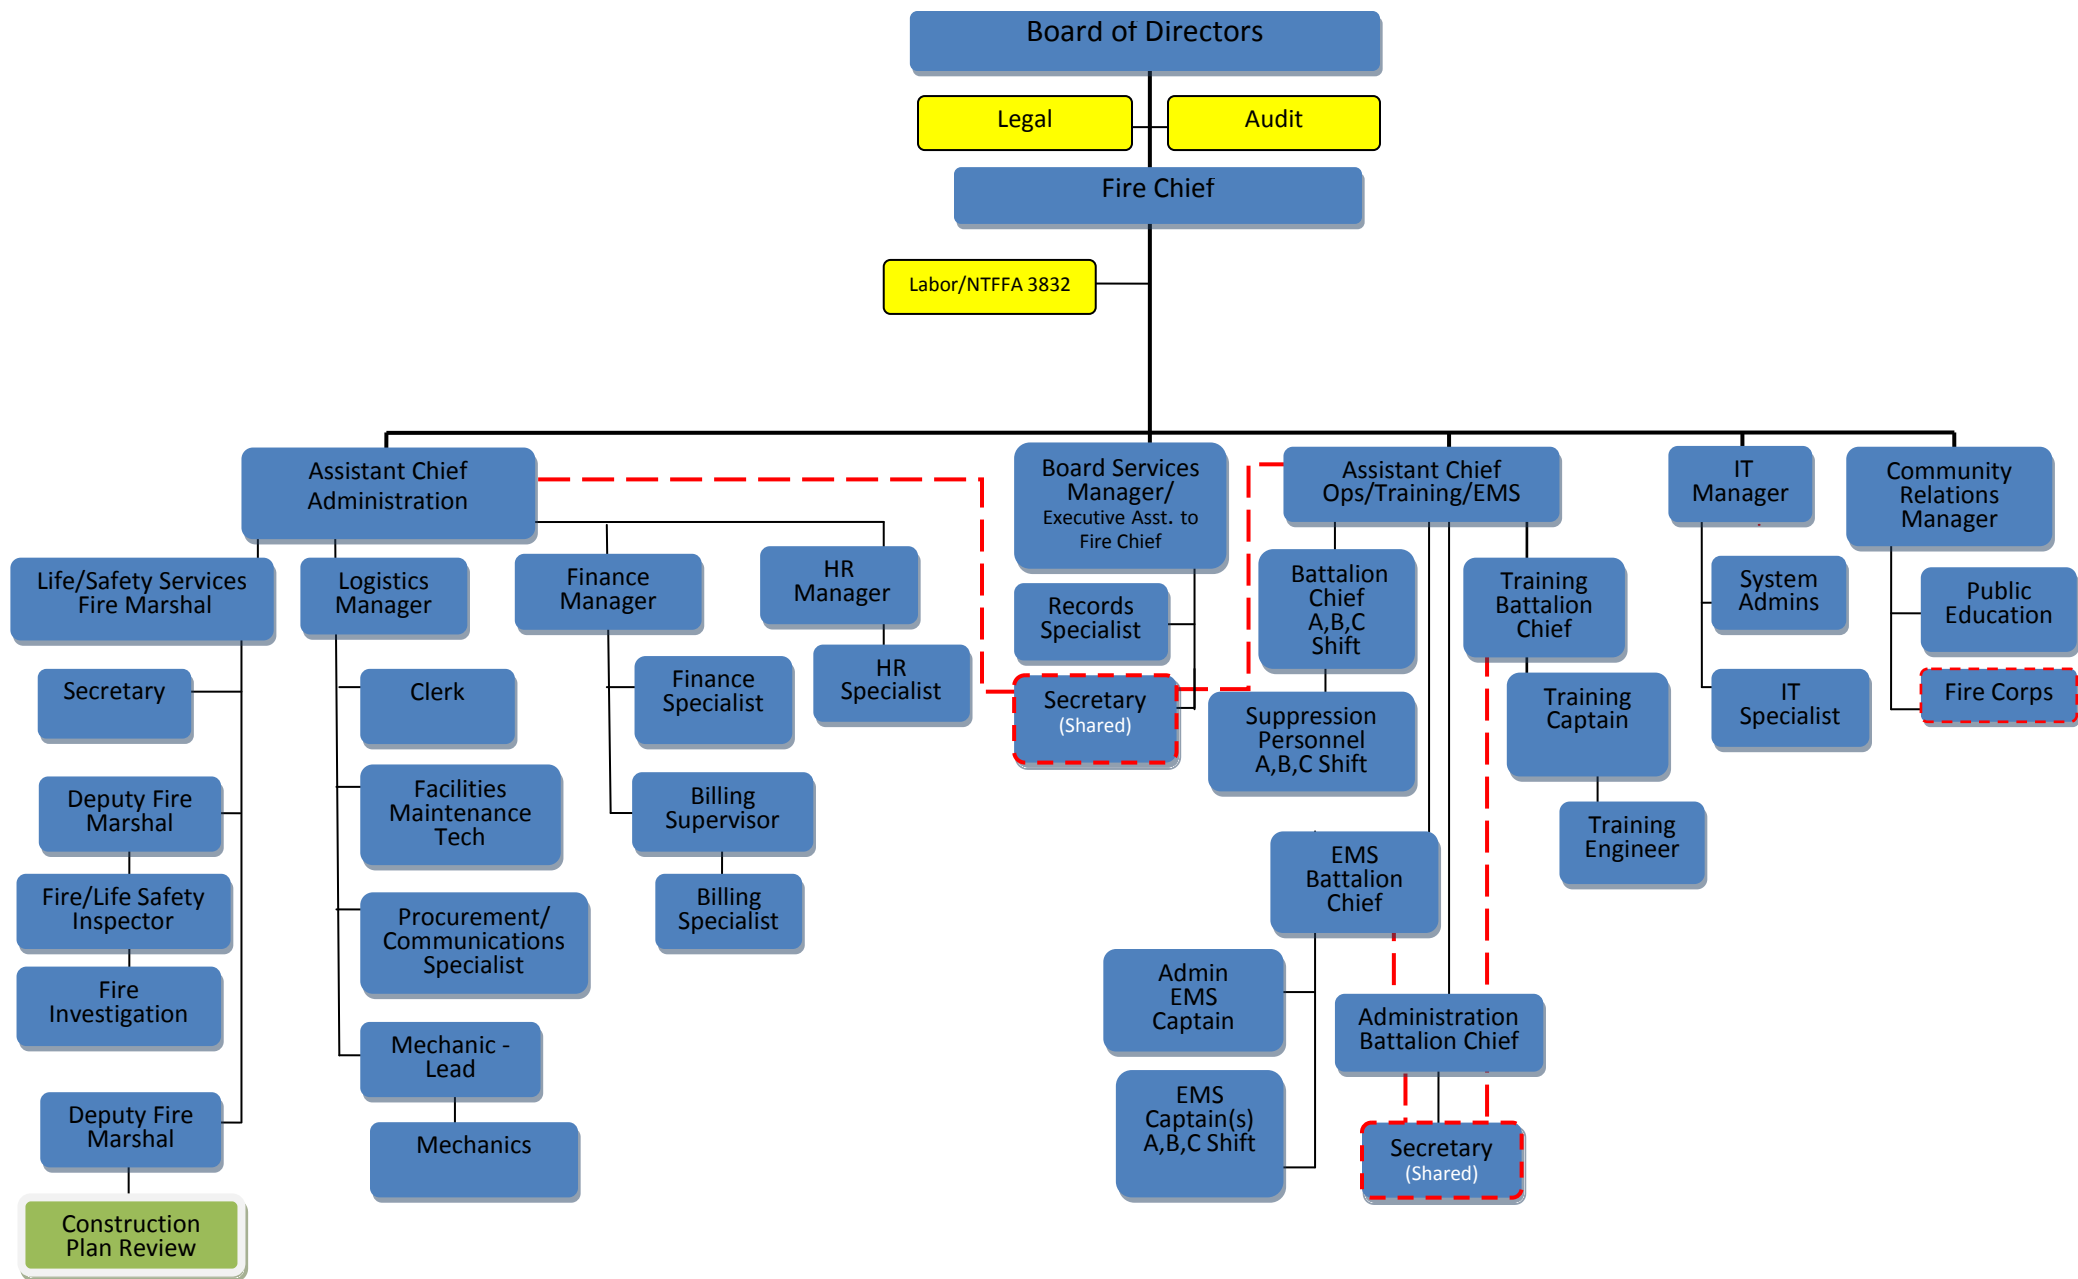 Board of Directors
Legal
Audit
Fire Chief
Labor/NTFFA 3832
Assistant Chief
Administration
Board Services
Manager/
Executive Asst. to
Fire Chief
Assistant Chief
Ops/Training/EMS
IT
Manager
Community
Relations
Manager
Life/Safety Services
Fire Marshal
Logistics
Manager
Finance
Manager
HR
Manager
Records
Specialist
Battalion
Chief
A,B,C
Shift
Training
Battalion
Chief
System
Admins
Public
Education
Secretary
Clerk
Finance
Specialist
HR
Specialist
Secretary
(Shared)
Suppression
Personnel
A,B,C Shift
Training
Captain
IT
Specialist
Fire Corps
Deputy Fire
Marshal
Facilities
Maintenance
Tech
Billing
Supervisor
Training
Engineer
Fire/Life Safety
Inspector
Procurement/
Communications
Specialist
Billing
Specialist
EMS
Battalion
Chief
Fire
Investigation
Mechanic -
Lead
Admin
EMS
Captain
Administration
Battalion Chief
Deputy Fire
Marshal
Mechanics
EMS
Captain(s)
A,B,C Shift
Secretary
(Shared)
Construction
Plan Review